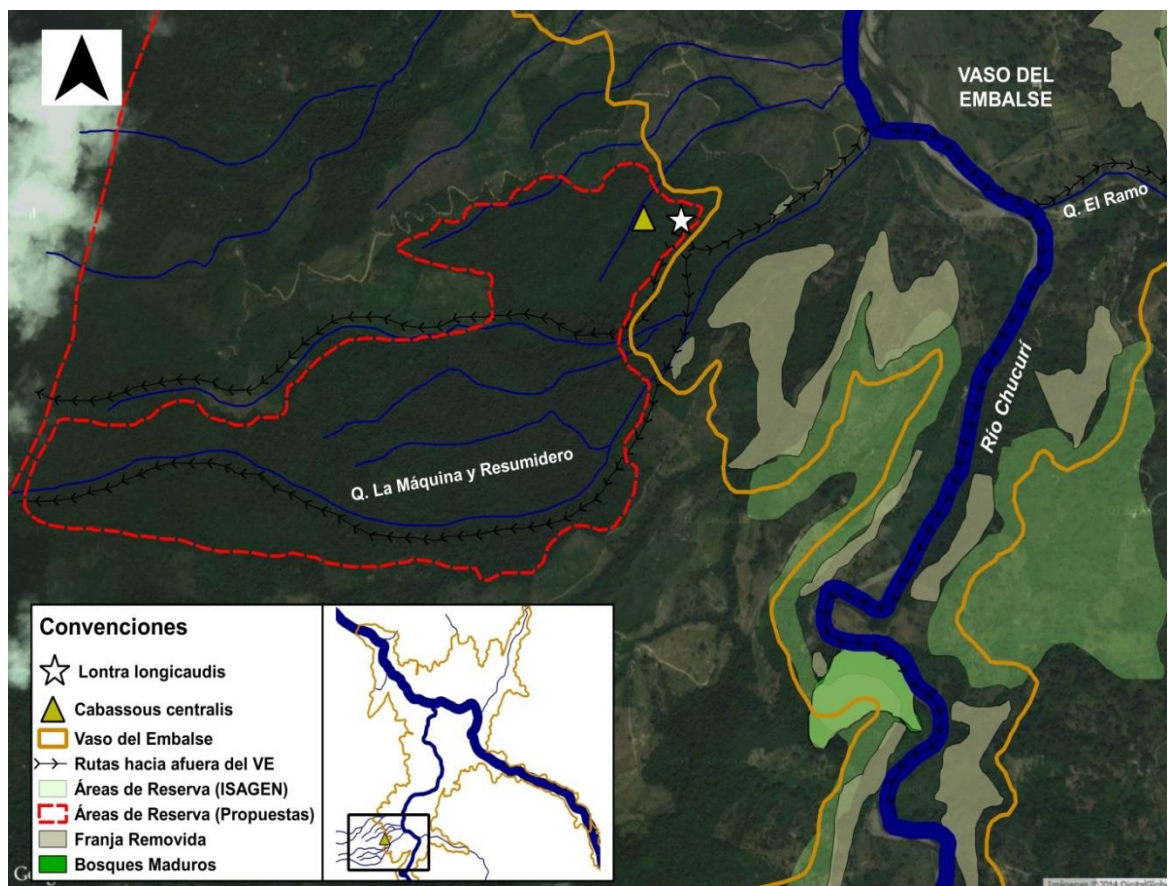 VASO DEL
EMBALSE
Q. El Ramo
Río Chucurí
Q. La Máquina y Resumidero
Convenciones
Lontra longicaudis
Cabassous centralis
Vaso del Embalse
Rutas hacia afuera del VE
Áreas de Reserva (ISAGEN)
Áreas de Reserva (Propuestas)
Franja Removida
Bosques Maduros